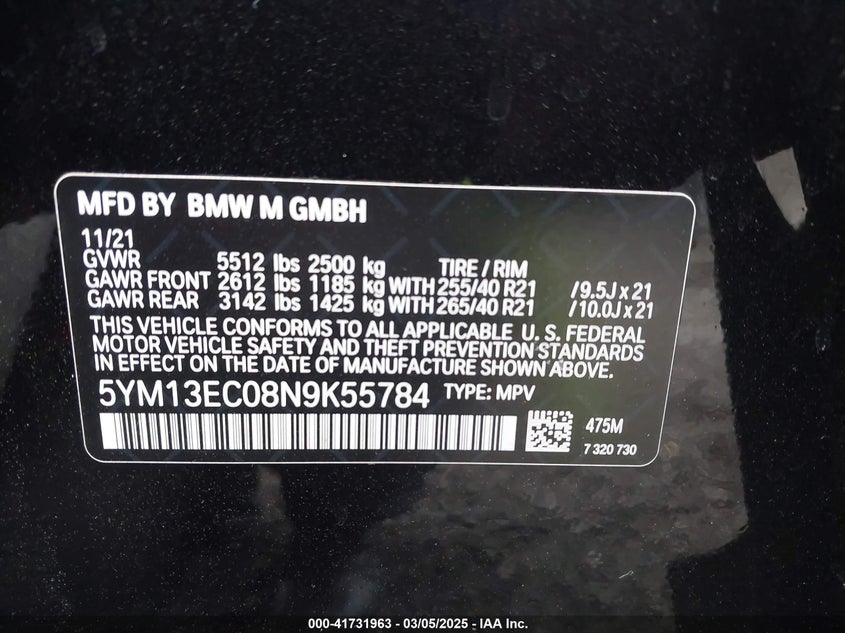 MFD BY BMW M GMBH
11/21
GVWR 5512 lbs 2500 kg TIRE / RIM
GAWR FRONT 2612 lbs 1185 kg WITH 255/40 R21 /9.5J x 21
GAWR REAR 3142 lbs 1425 kg WITH 265/40 R21 /10.0J x 21
THIS VEHICLE CONFORMS TO ALL APPLICABLE U. S. FEDERAL
MOTOR VEHICLE SAFETY AND THEFT PREVENTION STANDARDS
IN EFFECT ON THE DATE OF MANUFACTURE SHOWN ABOVE.
5YM13EC08N9K55784 TYPE: MPV
475M
7 320 730
000-41731963 - 03/05/2025 - IAA Inc.